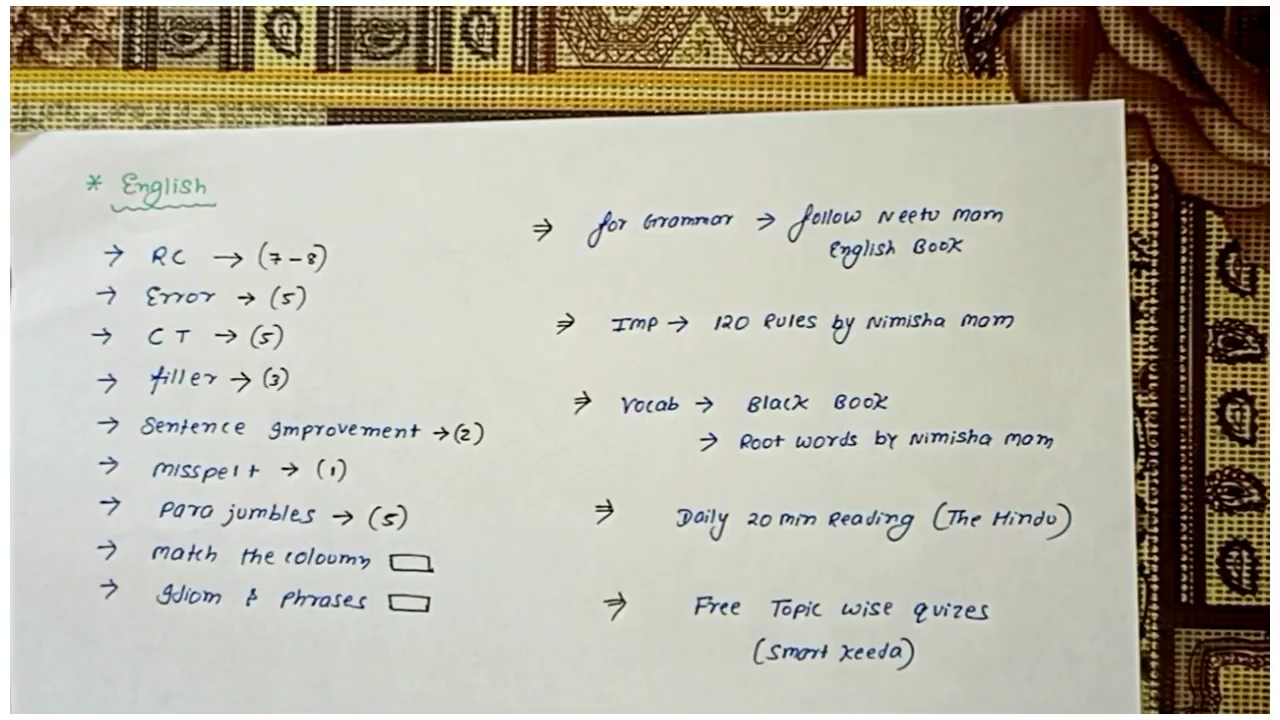 * English
→ RC → (7-8)
→ Error → (5)
→ CT → (5)
→ filler → (3)
→ Sentence Improvement → (2)
→ misspelt → (1)
→ Para jumbles → (5)
→ match the coloumn
→ Idiom & Phrases
⇒ for Grammar → follow Neetu mam
English Book
⇒ Imp → 120 Rules by Nimisha mam
⇒ Vocab → Black Book
→ Root words by Nimisha mam
⇒ Daily 20 min Reading (The Hindu)
⇒ Free Topic wise quizes
(Smart Keeda)